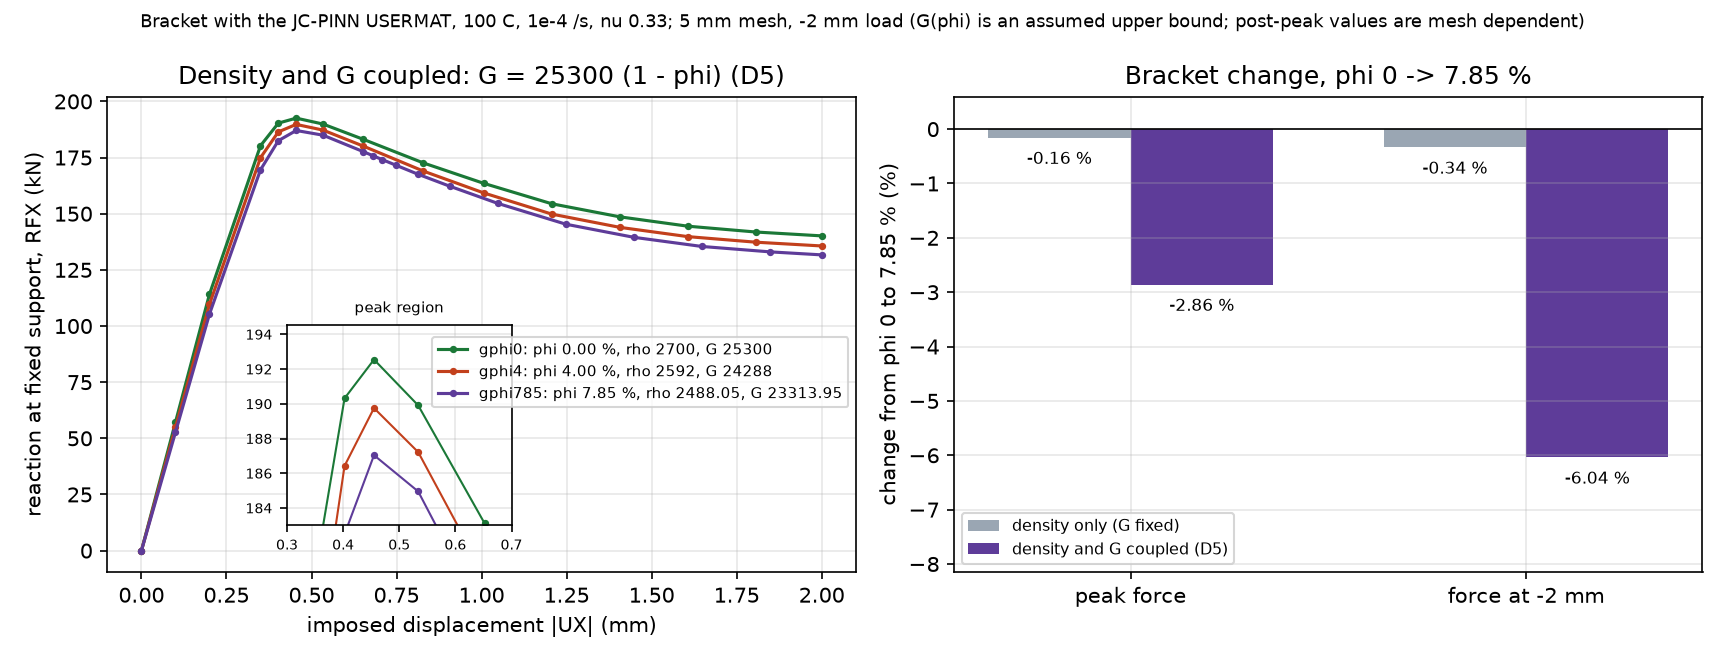 Bracket with the JC-PINN USERMAT, 100 C, 1e-4 /s, nu 0.33; 5 mm mesh, -2 mm load (G(phi) is an assumed upper bound; post-peak values are mesh dependent)
Density and G coupled: G = 25300 (1 - phi) (D5)
reaction at fixed support, RFX (kN)
200
175
150
125
100
75
50
25
0
peak region
194
192
190
188
186
184
0.3 0.4 0.5 0.6 0.7
gphi0: phi 0.00 %, rho 2700, G 25300
gphi4: phi 4.00 %, rho 2592, G 24288
gphi785: phi 7.85 %, rho 2488.05, G 23313.95
0.00 0.25 0.50 0.75 1.00 1.25 1.50 1.75 2.00
imposed displacement |UX| (mm)
Bracket change, phi 0 -> 7.85 %
change from phi 0 to 7.85 % (%)
0
−1
−2
−3
−4
−5
−6
−7
−8
-0.16 %
-2.86 %
-0.34 %
-6.04 %
density only (G fixed)
density and G coupled (D5)
peak force force at -2 mm